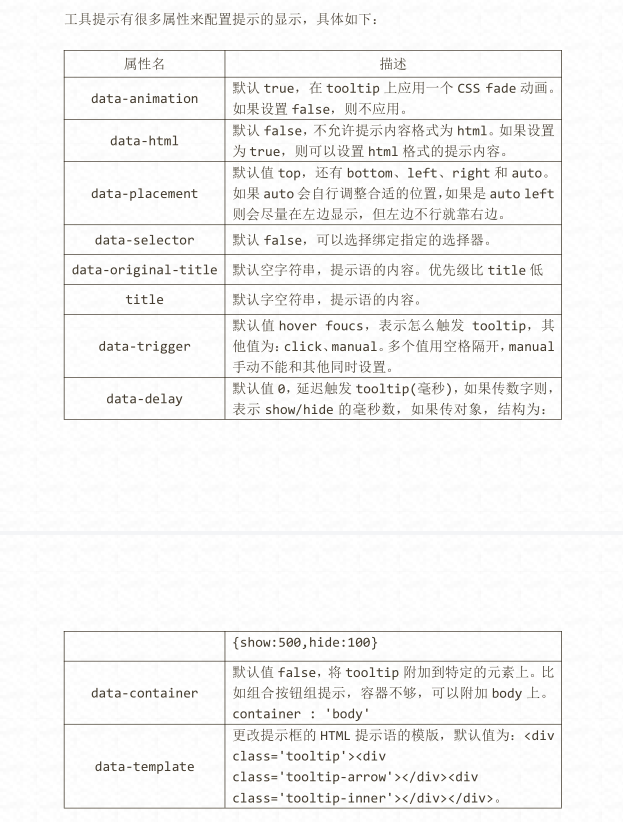 工具提示有很多属性来配置提示的显示，具体如下：
属性名 描述
data-animation 默认 true，在 tooltip 上应用一个 CSS fade 动画。
如果设置 false，则不应用。
data-html 默认 false，不允许提示内容格式为 html。如果设置
为 true，则可以设置 html 格式的提示内容。
data-placement 默认值 top，还有 bottom、left、right 和 auto。
如果 auto 会自行调整合适的位置，如果是 auto left
则会尽量在左边显示，但左边不行就靠右边。
data-selector 默认 false，可以选择绑定指定的选择器。
data-original-title 默认空字符串，提示语的内容。优先级比 title 低
title 默认字空符串，提示语的内容。
data-trigger 默认值 hover foucs，表示怎么触发 tooltip，其
他值为：click、manual。多个值用空格隔开，manual
手动不能和其他同时设置。
data-delay 默认值 0，延迟触发 tooltip(毫秒)，如果传数字则，
表示 show/hide 的毫秒数，如果传对象，结构为：
{show:500,hide:100}
data-container 默认值 false，将 tooltip 附加到特定的元素上。比
如组合按钮组提示，容器不够，可以附加 body 上。
container : 'body'
data-template 更改提示框的 HTML 提示语的模版，默认值为：<div
class='tooltip'><div
class='tooltip-arrow'></div><div
class='tooltip-inner'></div></div>。